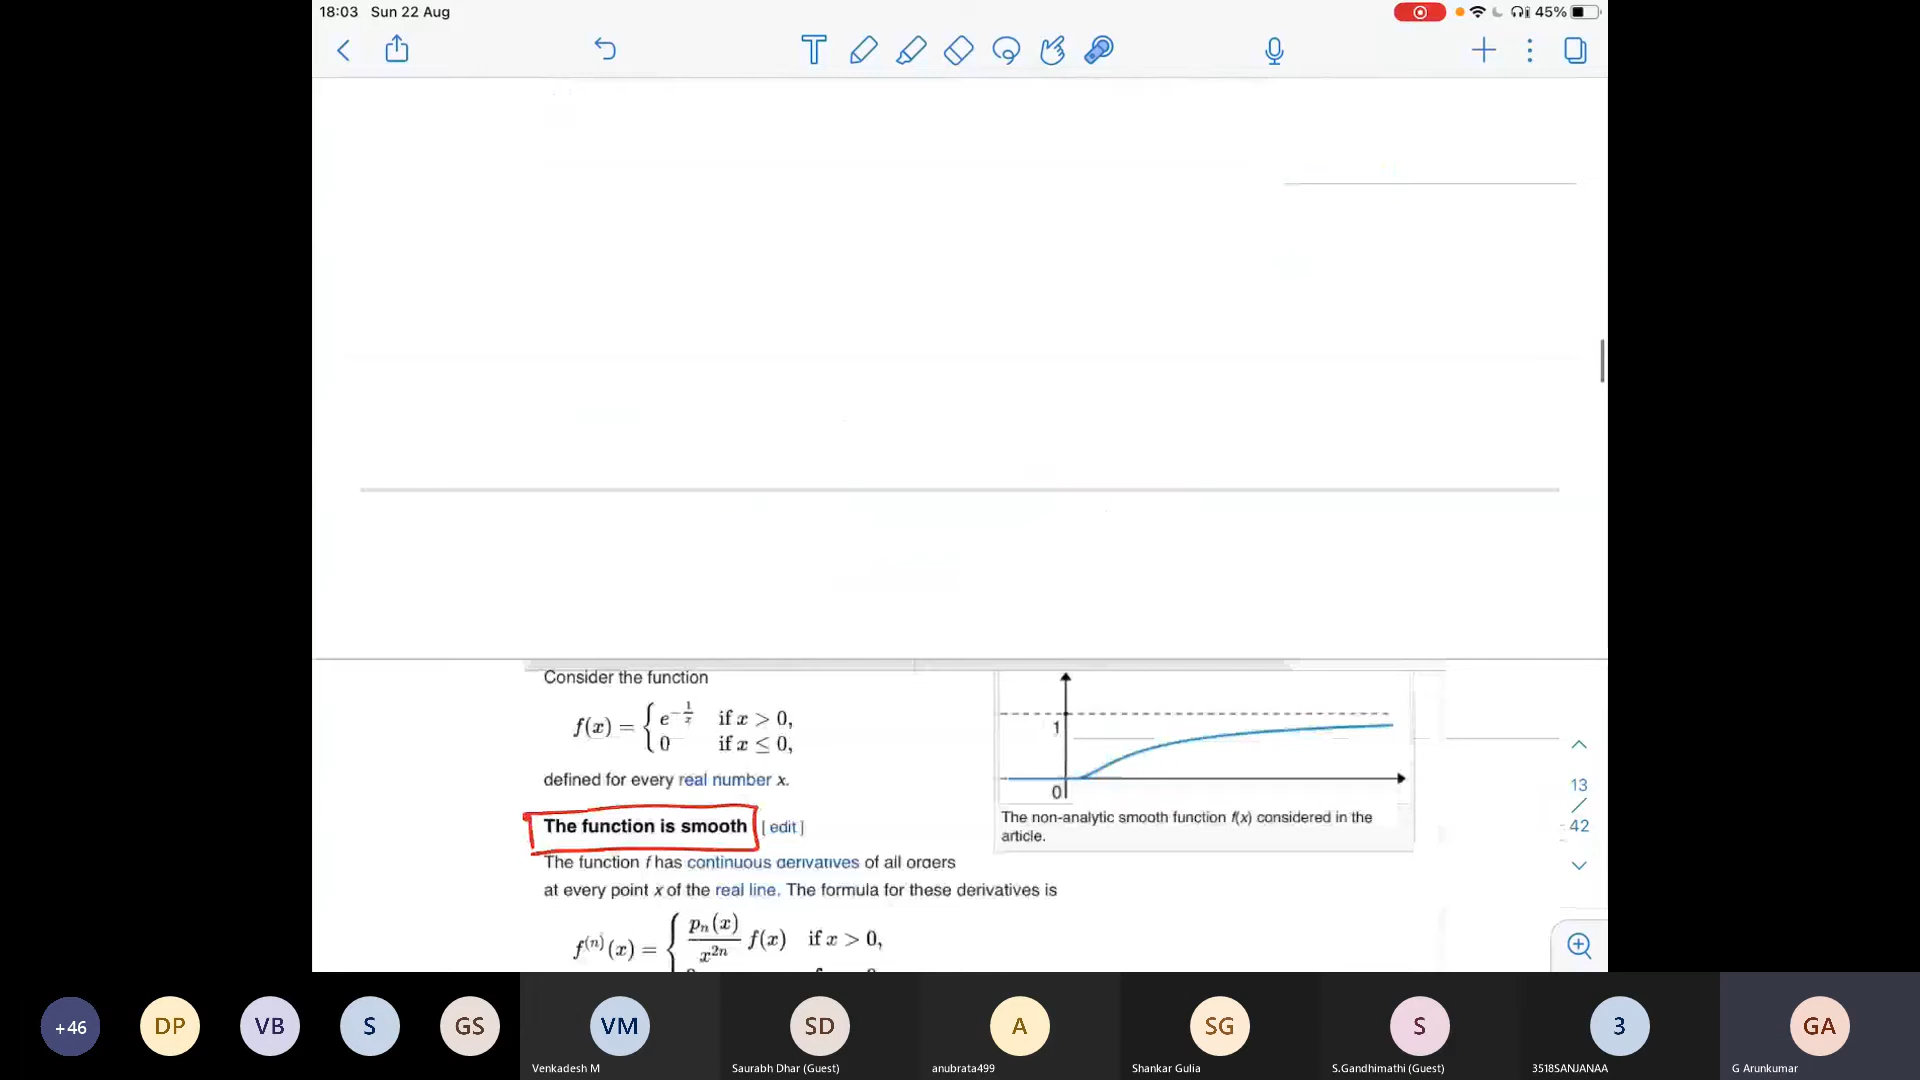 18:03 Sun 22 Aug
45%
T
Consider the function
f(x) = { e^{-1/x} if x > 0,
0 if x ≤ 0,
defined for every real number x.
1
0
The non-analytic smooth function f(x) considered in the
article.
The function is smooth [ edit ]
The function f has continuous derivatives of all orders
at every point x of the real line. The formula for these derivatives is
f^{(n)}(x) = { p_n(x)/x^{2n} f(x) if x > 0,
13
/
42
+46
DP
VB
S
GS
VM
SD
A
SG
S
3
GA
Venkadesh M
Saurabh Dhar (Guest)
anubrata499
Shankar Gulia
S.Gandhimathi (Guest)
3518SANJANAA
G Arunkumar